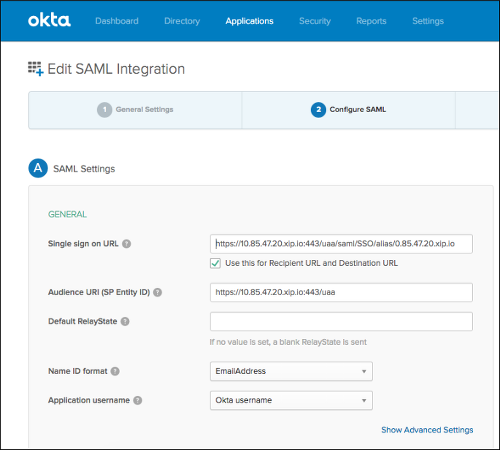 okta Dashboard Directory Applications Security Reports Settings
Edit SAML Integration
1 General Settings 2 Configure SAML
A SAML Settings
GENERAL
Single sign on URL ? https://10.85.47.20.xip.io:443/uaa/saml/SSO/alias/0.85.47.20.xip.io
Use this for Recipient URL and Destination URL
Audience URI (SP Entity ID) ? https://10.85.47.20.xip.io:443/uaa
Default RelayState ?
If no value is set, a blank RelayState is sent
Name ID format ? EmailAddress
Application username ? Okta username
Show Advanced Settings